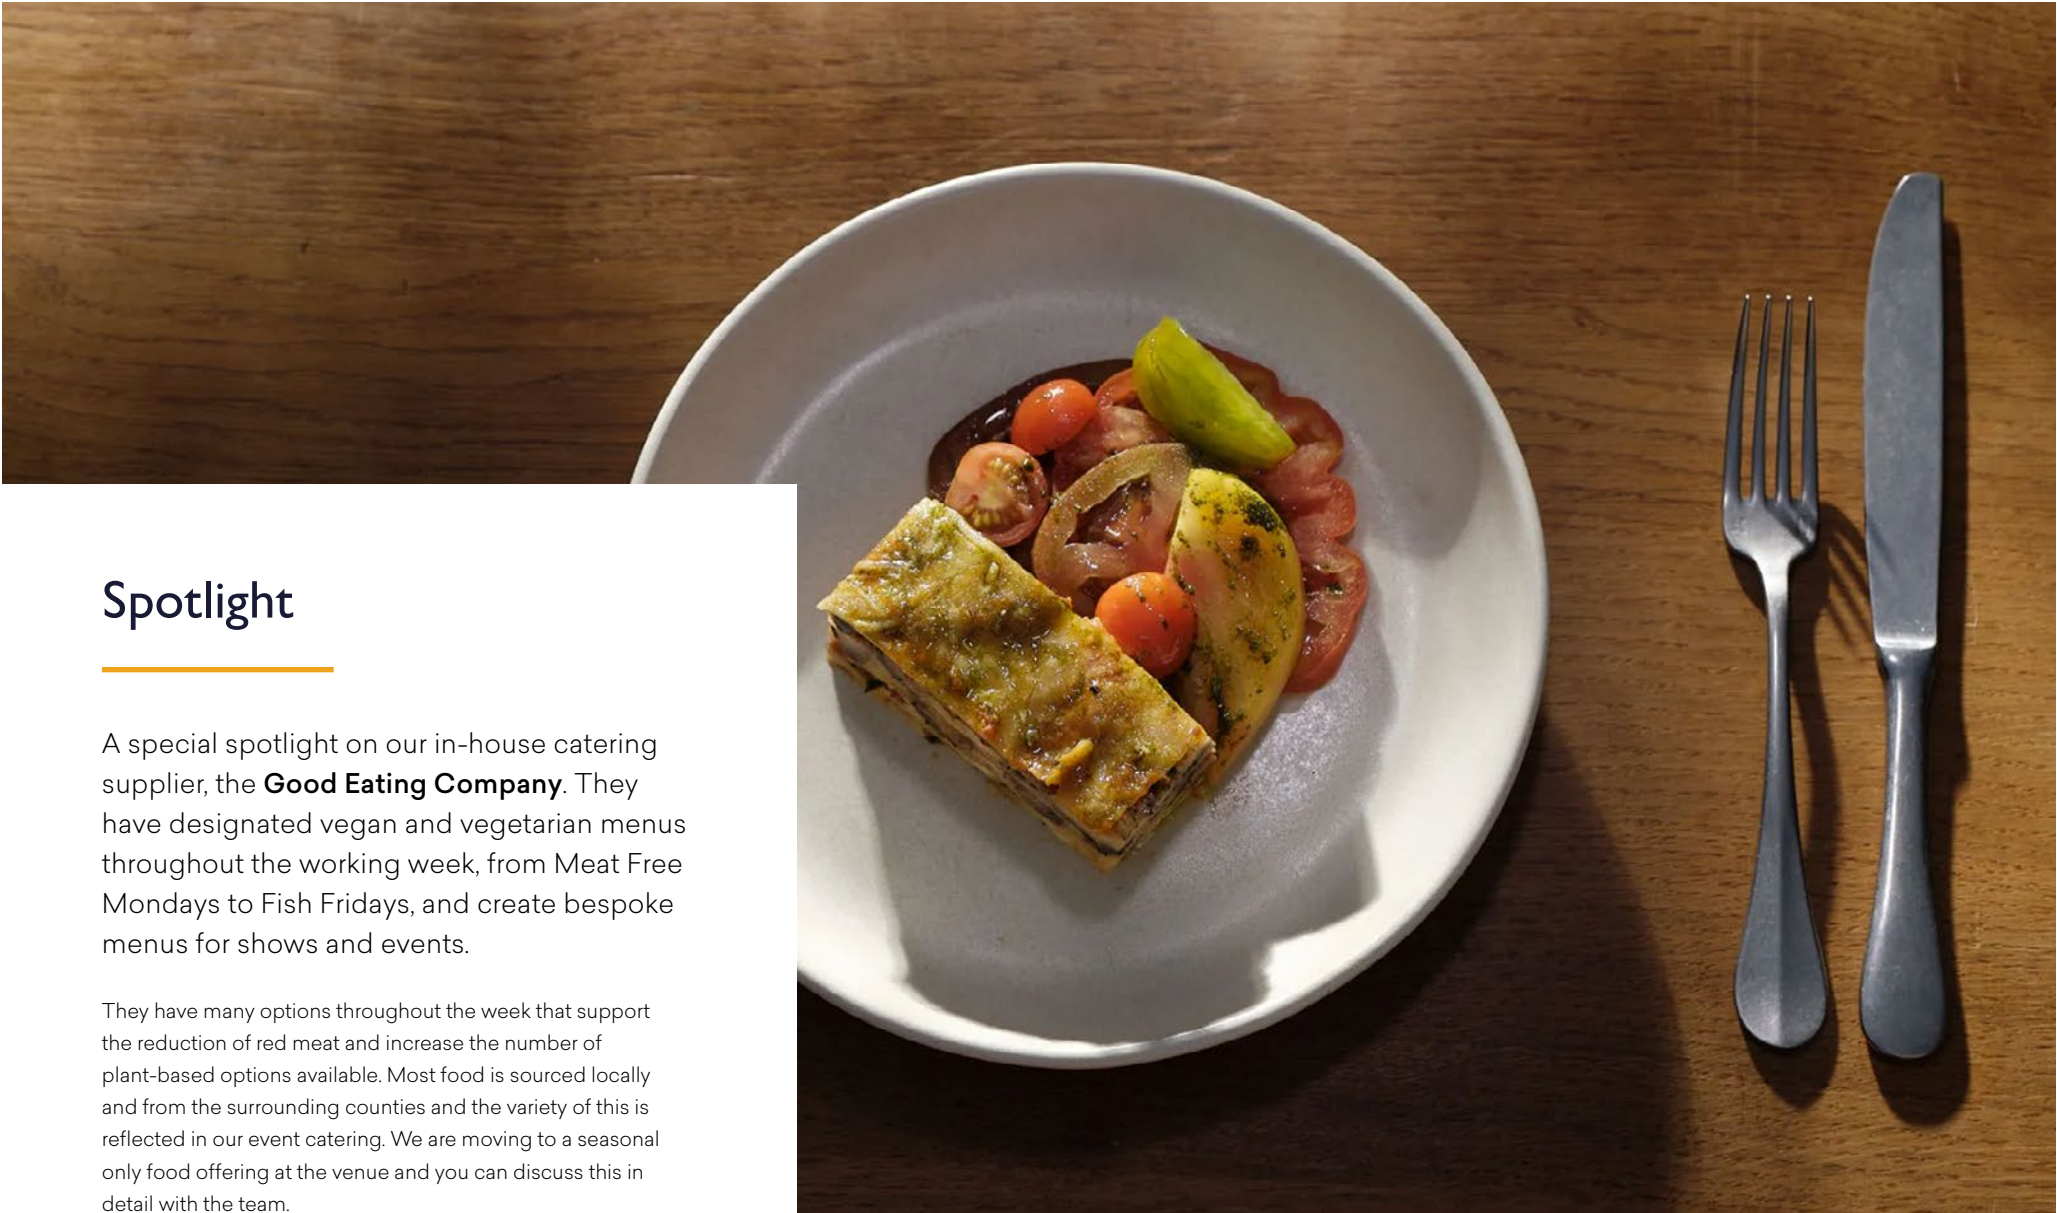 Spotlight
A special spotlight on our in-house catering
supplier, the Good Eating Company. They
have designated vegan and vegetarian menus
throughout the working week, from Meat Free
Mondays to Fish Fridays, and create bespoke
menus for shows and events.
They have many options throughout the week that support
the reduction of red meat and increase the number of
plant-based options available. Most food is sourced locally
and from the surrounding counties and the variety of this is
reflected in our event catering. We are moving to a seasonal
only food offering at the venue and you can discuss this in
detail with the team.